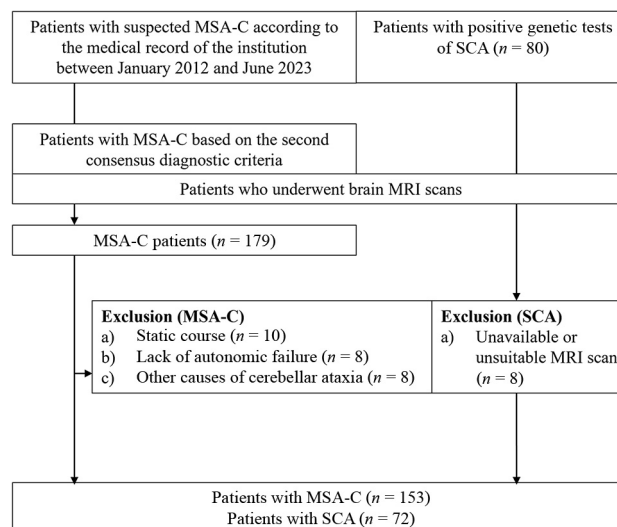 Patients with suspected MSA-C according to
the medical record of the institution
between January 2012 and June 2023
Patients with positive genetic tests
of SCA (n = 80)
Patients with MSA-C based on the second
consensus diagnostic criteria
Patients who underwent brain MRI scans
MSA-C patients (n = 179)
Exclusion (MSA-C)
a) Static course (n = 10)
b) Lack of autonomic failure (n = 8)
c) Other causes of cerebellar ataxia (n = 8)
Exclusion (SCA)
a) Unavailable or
unsuitable MRI scan
(n = 8)
Patients with MSA-C (n = 153)
Patients with SCA (n = 72)